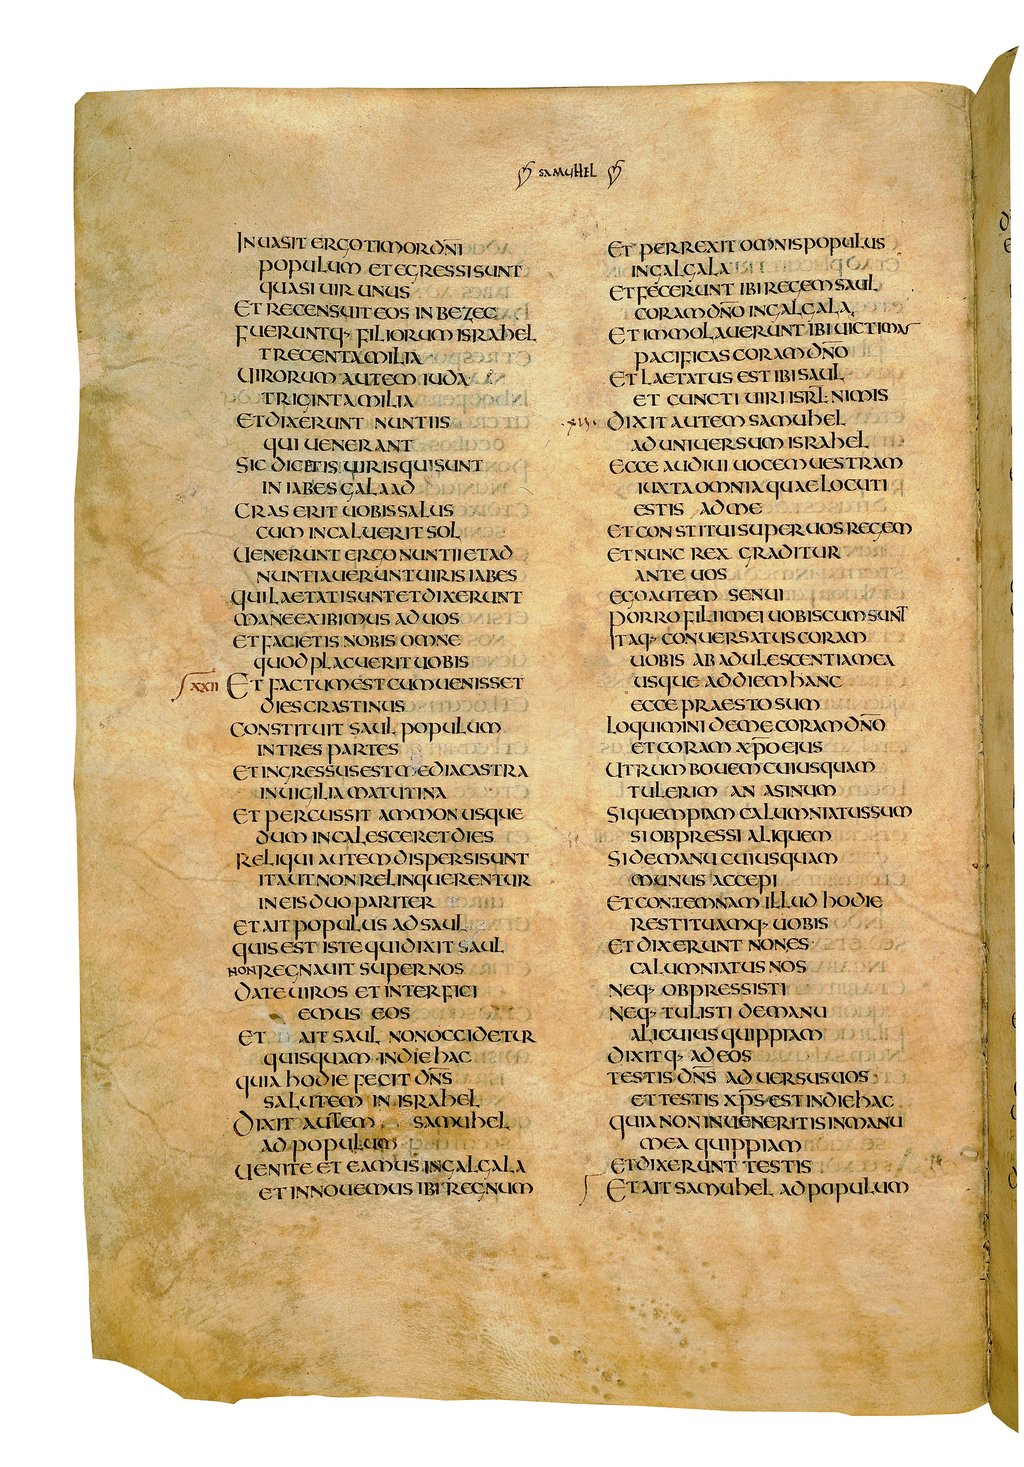 SAMUHEL
INUASIT ERGO TIMOR DN̄I
POPULUM ET EGRESSI SUNT
QUASI UIR UNUS
ET RECENSUIT EOS IN BEZEC
FUERUNTQ· FILIORUM ISRAHEL
TRECENTA MILIA
UIRORUM AUTEM IUDA
TRIGINTA MILIA
ET DIXERUNT NUNTIIS
QUI UENERANT
SIC DICETIS UIRIS QUI SUNT
IN IABES GALAAD
CRAS ERIT UOBIS SALUS
CUM INCALUERIT SOL
UENERUNT ERGO NUNTII ET AD
NUNTIAUERUNT UIRIS IABES
QUI LAETATI SUNT ET DIXERUNT
MANE EXIBIMUS AD UOS
ET FACIETIS NOBIS OMNE
QUOD PLACUERIT UOBIS
XXII ET FACTUM EST CUM UENISSET
DIES CRASTINUS
CONSTITUIT SAUL POPULUM
IN TRES PARTES
ET INGRESSUS EST MEDIA CASTRA
IN UIGILIA MATUTINA
ET PERCUSSIT AMMON USQUE
DUM INCALESCERET DIES
RELIQUI AUTEM DISPERSI SUNT
ITA UT NON RELINQUERENTUR
IN EIS DUO PARITER
ET AIT POPULUS AD SAUL
QUIS EST ISTE QUI DIXIT SAUL
NON REGNAUIT SUPER NOS
DATE UIROS ET INTERFICI
EMUS EOS
ET AIT SAUL NON OCCIDETUR
QUISQUAM IN DIE HAC
QUIA HODIE FECIT DN̄S
SALUTEM IN ISRAHEL
DIXIT AUTEM SAMUHEL
AD POPULUM
UENITE ET EAMUS IN GALGALA
ET INNOUEMUS IBI REGNUM
ET PERREXIT OMNIS POPULUS
IN GALGALA
ET FECERUNT IBI REGEM SAUL
CORAM DN̄O IN GALGALA
ET IMMOLAUERUNT IBI UICTIMAS
PACIFICAS CORAM DN̄O
ET LAETATUS EST IBI SAUL
ET CUNCTI UIRI ISRL̄ NIMIS
DIXIT AUTEM SAMUHEL
AD UNIUERSUM ISRAHEL
ECCE AUDIUI UOCEM UESTRAM
IUXTA OMNIA QUAE LOCUTI
ESTIS AD ME
ET CONSTITUI SUPER UOS REGEM
ET NUNC REX GRADITUR
ANTE UOS
EGO AUTEM SENUI
PORRO FILII MEI UOBISCUM SUNT
ITAQ· CONUERSATUS CORAM
UOBIS AB ADULESCENTIA MEA
USQUE AD DIEM HANC
ECCE PRAESTO SUM
LOQUIMINI DE ME CORAM DN̄O
ET CORAM XP̄O EIUS
UTRUM BOUEM CUIUSQUAM
TULERIM AN ASINUM
SI QUEMPIAM CALUMNIATUS SUM
SI OBPRESSI ALIQUEM
SI DE MANU CUIUSQUAM
MUNUS ACCEPI
ET CONTEMNAM ILLUD HODIE
RESTITUAMQ· UOBIS
ET DIXERUNT NON ES
CALUMNIATUS NOS
NEQ· OBPRESSISTI
NEQ· TULISTI DE MANU
ALICUIUS QUIPPIAM
DIXITQ· AD EOS
TESTIS DN̄S ADUERSUS UOS
ET TESTIS XP̄S EST IN DIE HAC
QUIA NON INUENERITIS IN MANU
MEA QUIPPIAM
ET DIXERUNT TESTIS
ET AIT SAMUHEL AD POPULUM